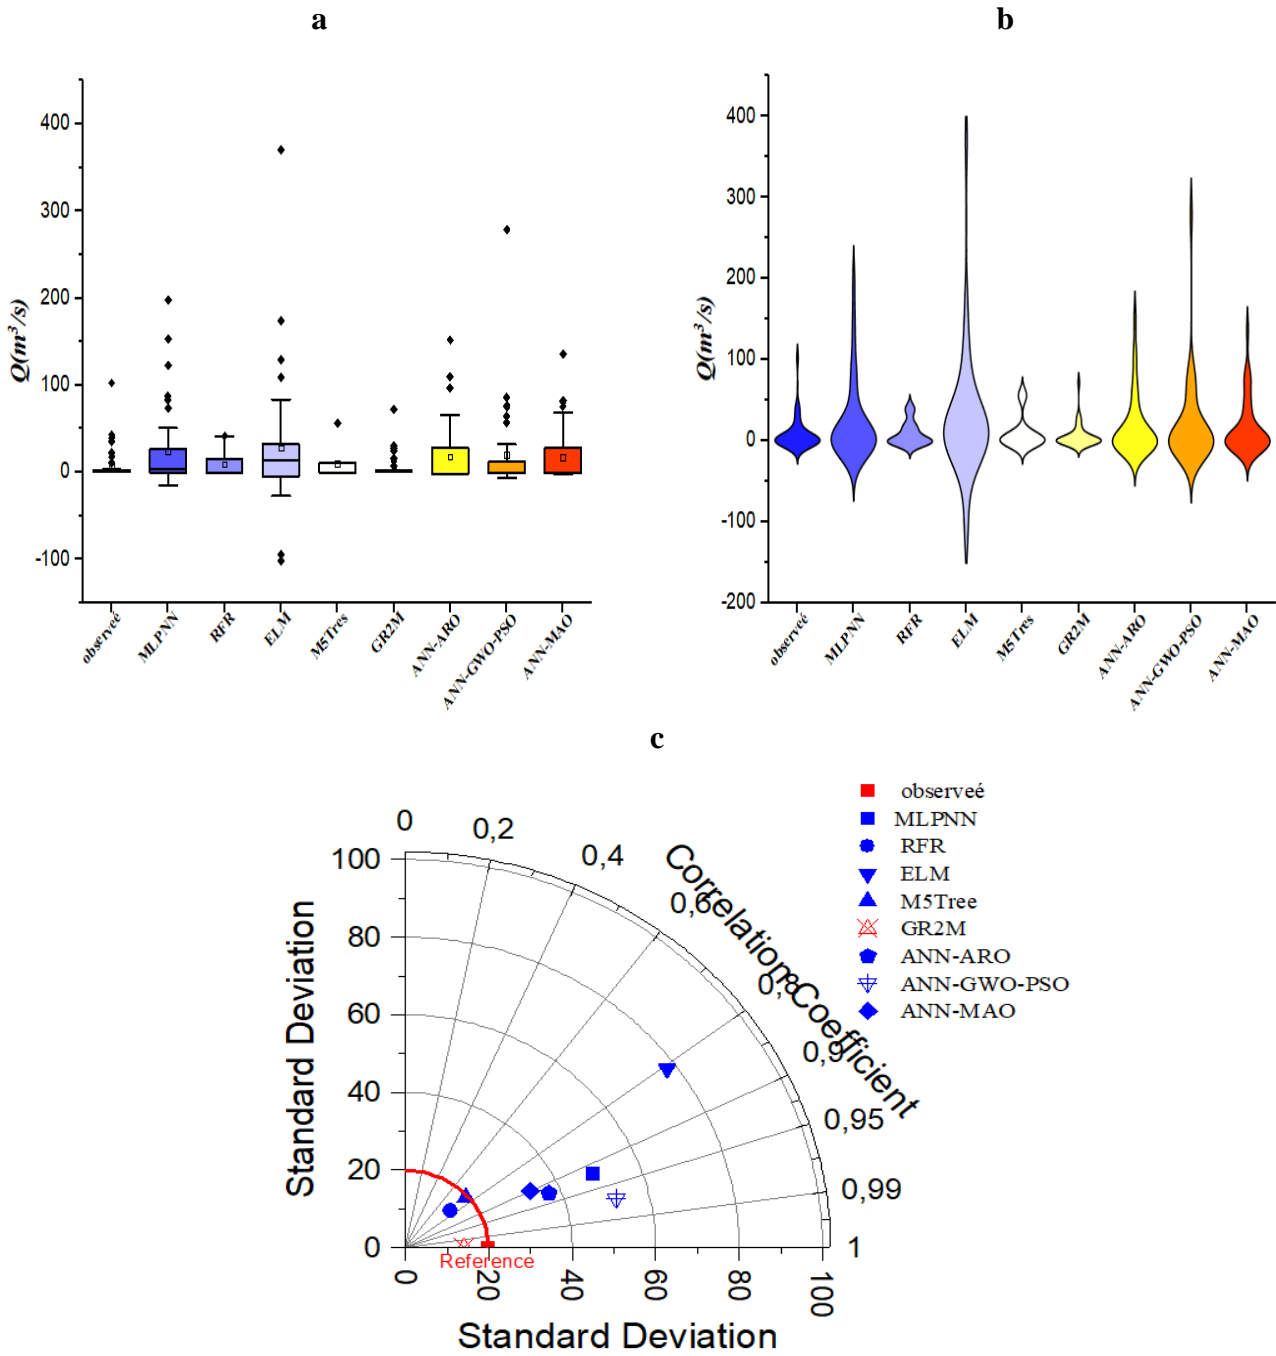 a
b
400
300
200
100
0
-100
Q(m³/s)
observeé
MLPNN
RFR
ELM
M5Tres
GR2M
ANN-ARO
ANN-GWO-PSO
ANN-MAO
400
300
200
100
0
-100
-200
Q(m³/s)
observeé
MLPNN
RFR
ELM
M5Tres
GR2M
ANN-ARO
ANN-GWO-PSO
ANN-MAO
c
observeé
MLPNN
RFR
ELM
M5Tree
GR2M
ANN-ARO
ANN-GWO-PSO
ANN-MAO
0
0,2
0,4
0,6
0,8
0,9
0,95
0,99
1
Correlation Coefficient
100
80
60
40
20
0
Standard Deviation
Reference
0
20
40
60
80
100
Standard Deviation